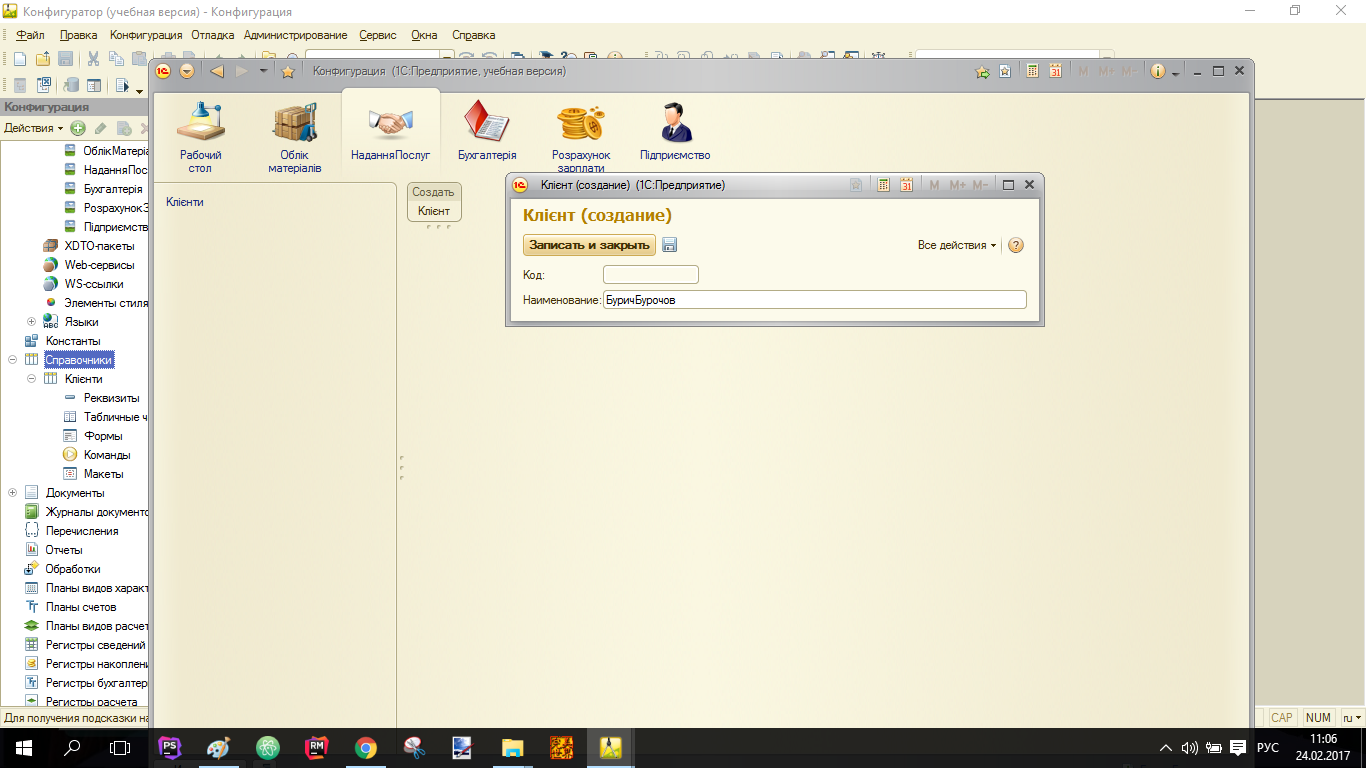 Конфигуратор (учебная версия) - Конфигурация
Файл Правка Конфигурация Отладка Администрирование Сервис Окна Справка
Конфигурация (1С:Предприятие, учебная версия)
M M+ M-
Конфигурация
Действия
ОблікМатеріа
НаданняПос
Бухгалтерія
РозрахунокЗ
Підприємств
XDTO-пакеты
Web-сервисы
WS-ссылки
Элементы стиля
Языки
Константы
Справочники
Клієнти
Реквизиты
Табличные ч
Формы
Команды
Макеты
Документы
Журналы документо
Перечисления
Отчеты
Обработки
Планы видов характ
Планы счетов
Планы видов расчет
Регистры сведений
Регистры накоплени
Регистры бухгалтер
Регистры расчета
Для получения подсказки на
Рабочий
стол
Облік
матеріалів
НаданняПослуг
Бухгалтерія
Розрахунок
зарплати
Підприємство
Клієнти
Создать
Клієнт
Клієнт (создание) (1С:Предприятие)
M M+ M-
Клієнт (создание)
Записать и закрыть
Все действия
Код:
Наименование: БуричБурочов
CAP NUM ru
РУС
11:06
24.02.2017